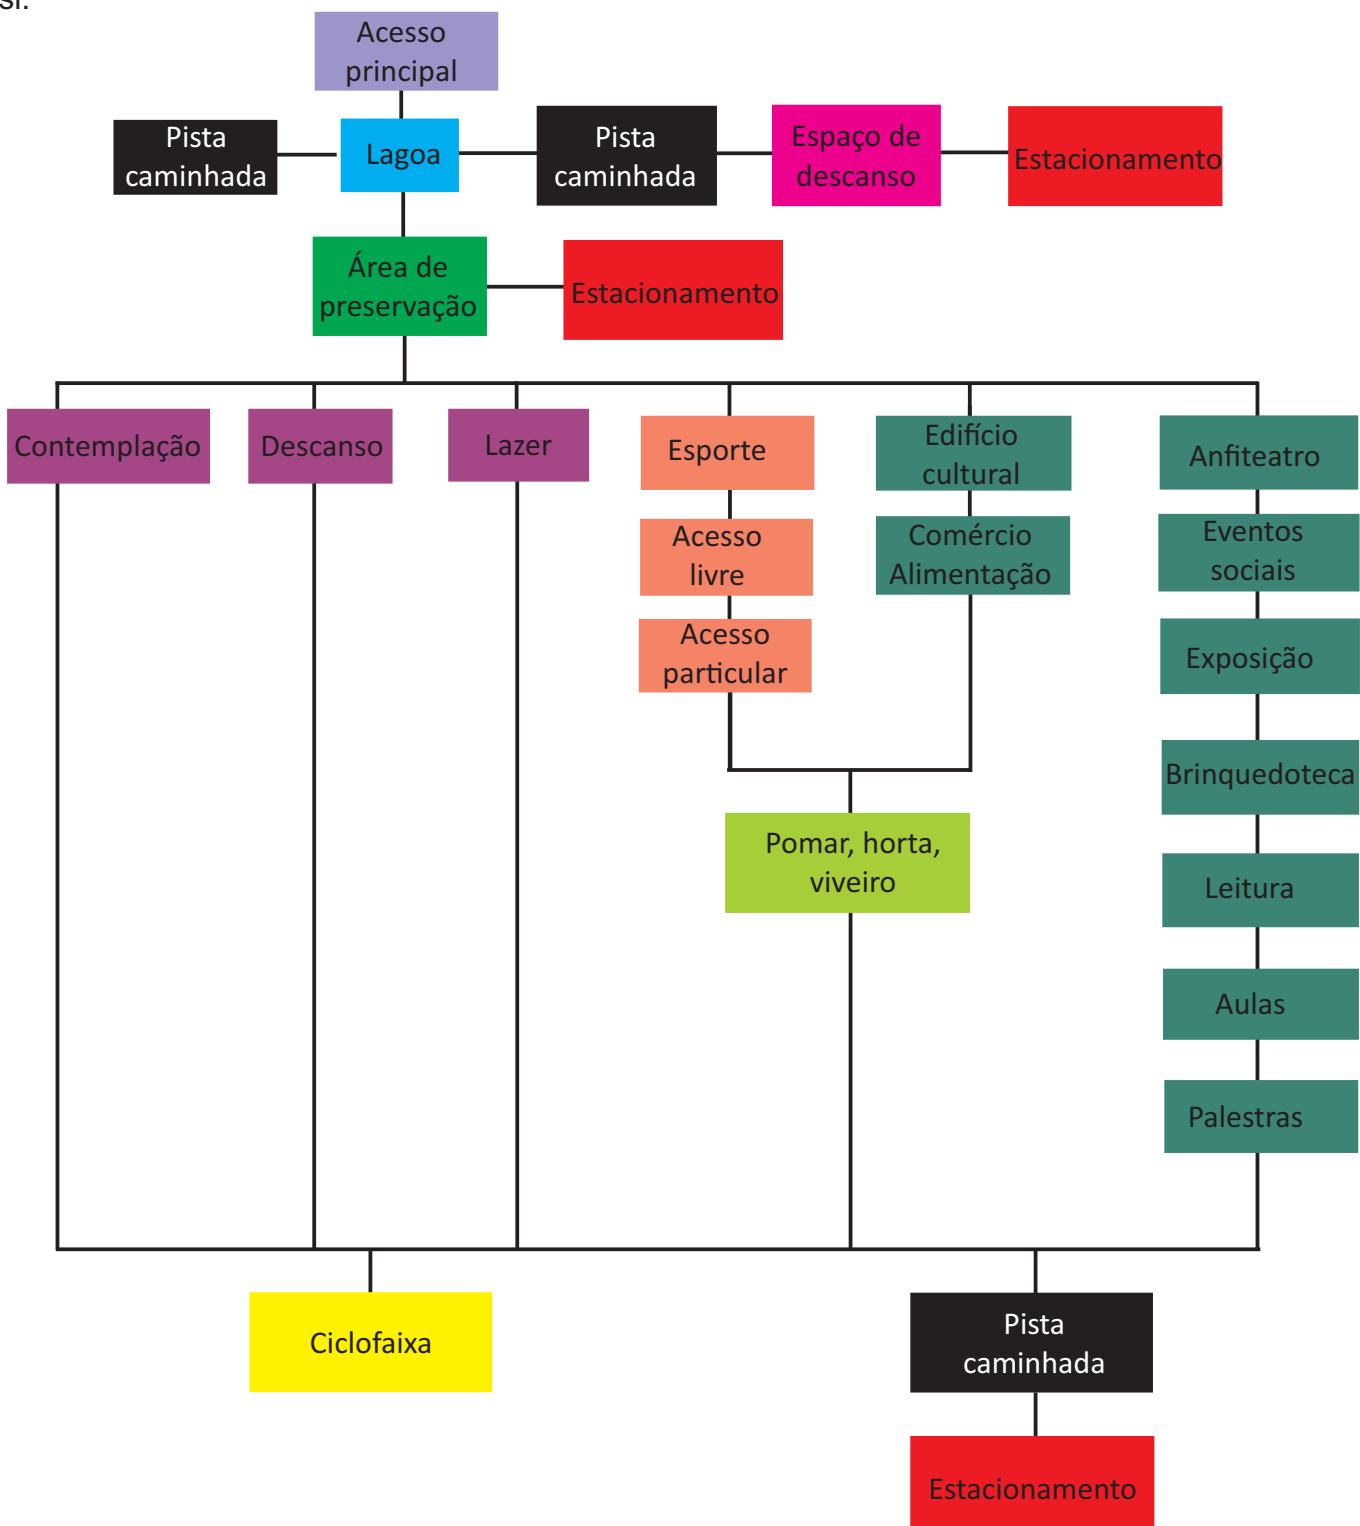 si.
Acesso
principal
Pista
caminhada
Lagoa
Pista
caminhada
Espaço de
descanso
Estacionamento
Área de
preservação
Estacionamento
Contemplação
Descanso
Lazer
Esporte
Edifício
cultural
Anfiteatro
Acesso
livre
Comércio
Alimentação
Eventos
sociais
Acesso
particular
Exposição
Brinquedoteca
Pomar, horta,
viveiro
Leitura
Aulas
Palestras
Ciclofaixa
Pista
caminhada
Estacionamento